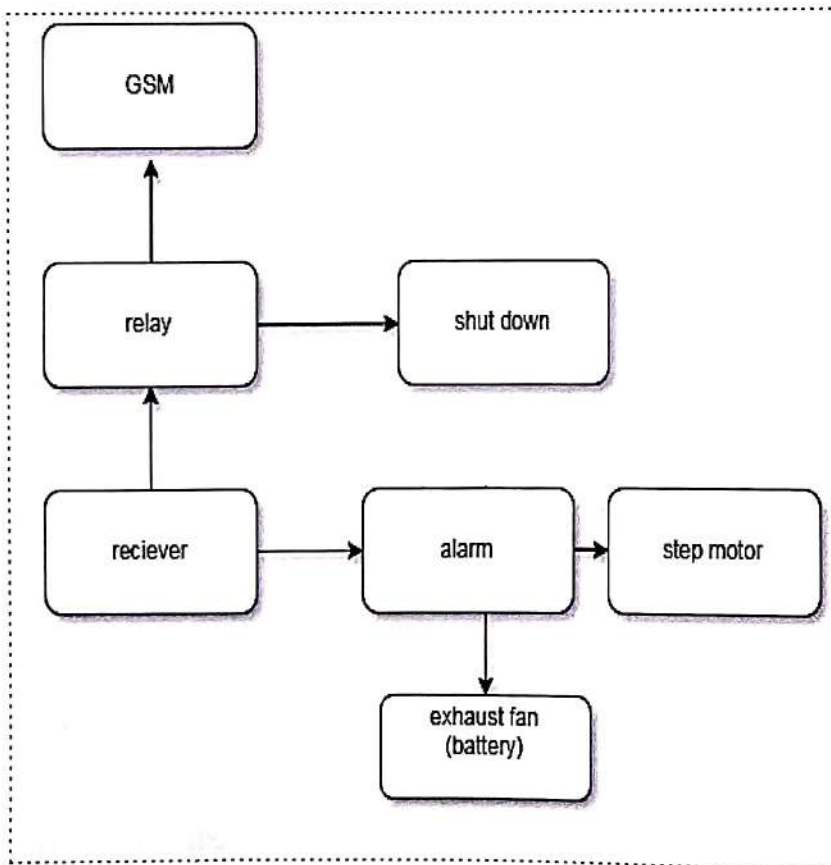 GSM
relay
shut down
reciever
alarm
step motor
exhaust fan
(battery)